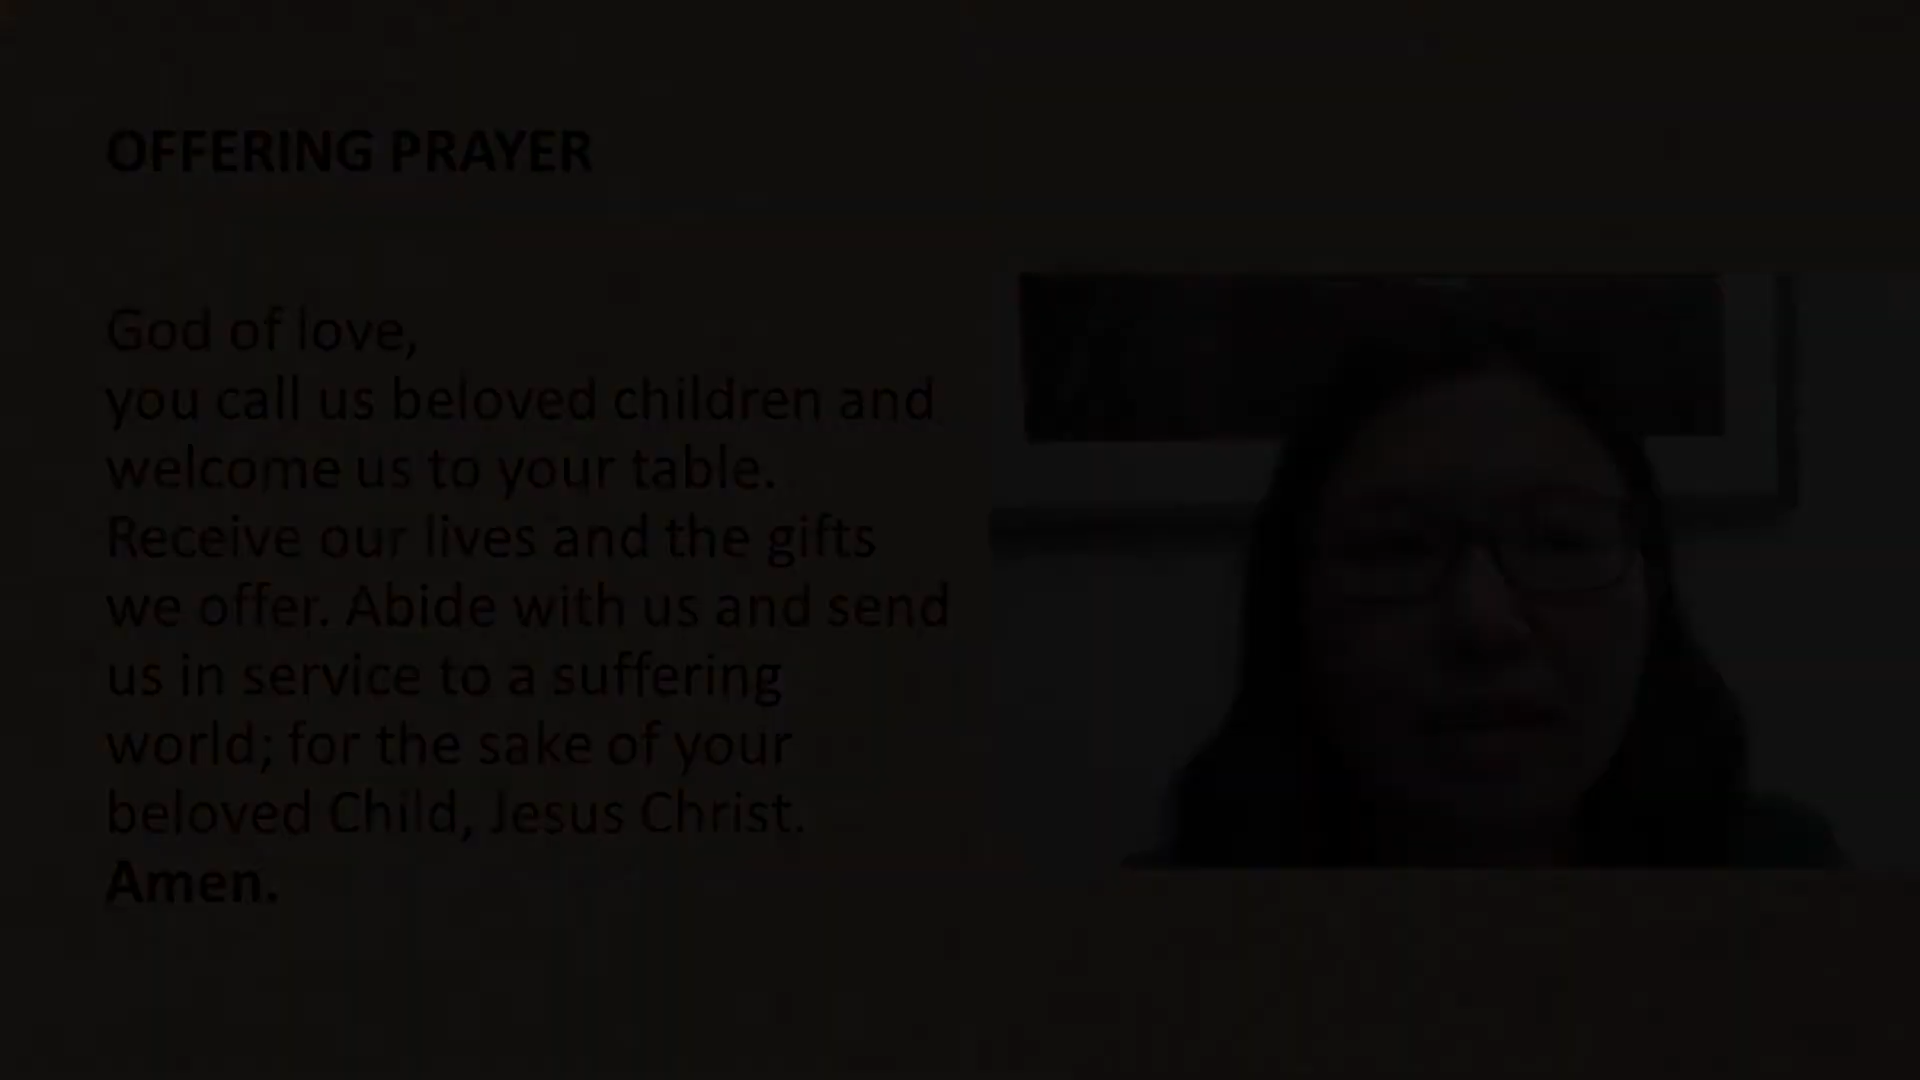 OFFERING PRAYER
God of love,
you call us beloved children and
welcome us to your table.
Receive our lives and the gifts
we offer. Abide with us and send
us in service to a suffering
world; for the sake of your
beloved Child, Jesus Christ.
Amen.